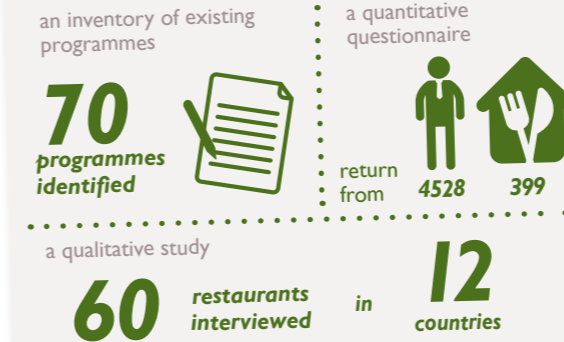 an inventory of existing
programmes
70
programmes
identified
a quantitative
questionnaire
return
from
4528
399
a qualitative study
60
restaurants
interviewed
in
12
countries